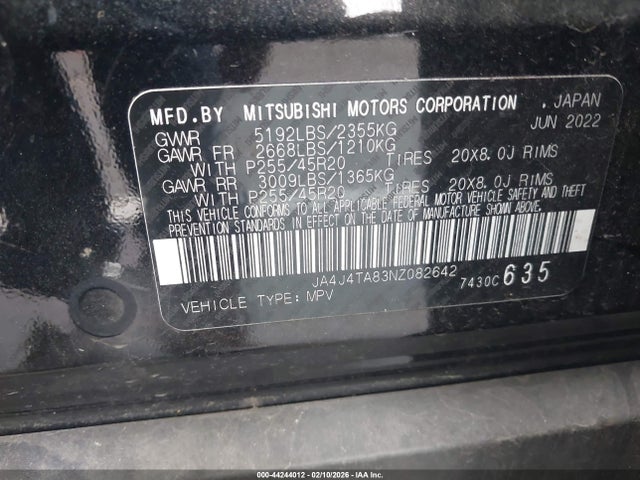 MFD.BY MITSUBISHI MOTORS CORPORATION . JAPAN
GVWR 5192LBS/2355KG JUN 2022
GAWR FR 2668LBS/1210KG
WITH P255/45R20 TIRES 20X8.0J RIMS
GAWR RR 3009LBS/1365KG
WITH P255/45R20 TIRES 20X8.0J RIMS
THIS VEHICLE CONFORMS TO ALL APPLICABLE FEDERAL MOTOR VEHICLE SAFETY AND THEFT
PREVENTION STANDARDS IN EFFECT ON THE DATE OF MANUFACTURE SHOWN ABOVE.
JA4J4TA83NZ082642
7430C 635
VEHICLE TYPE: MPV
000-44244012 - 02/10/2026 - IAAI Custom